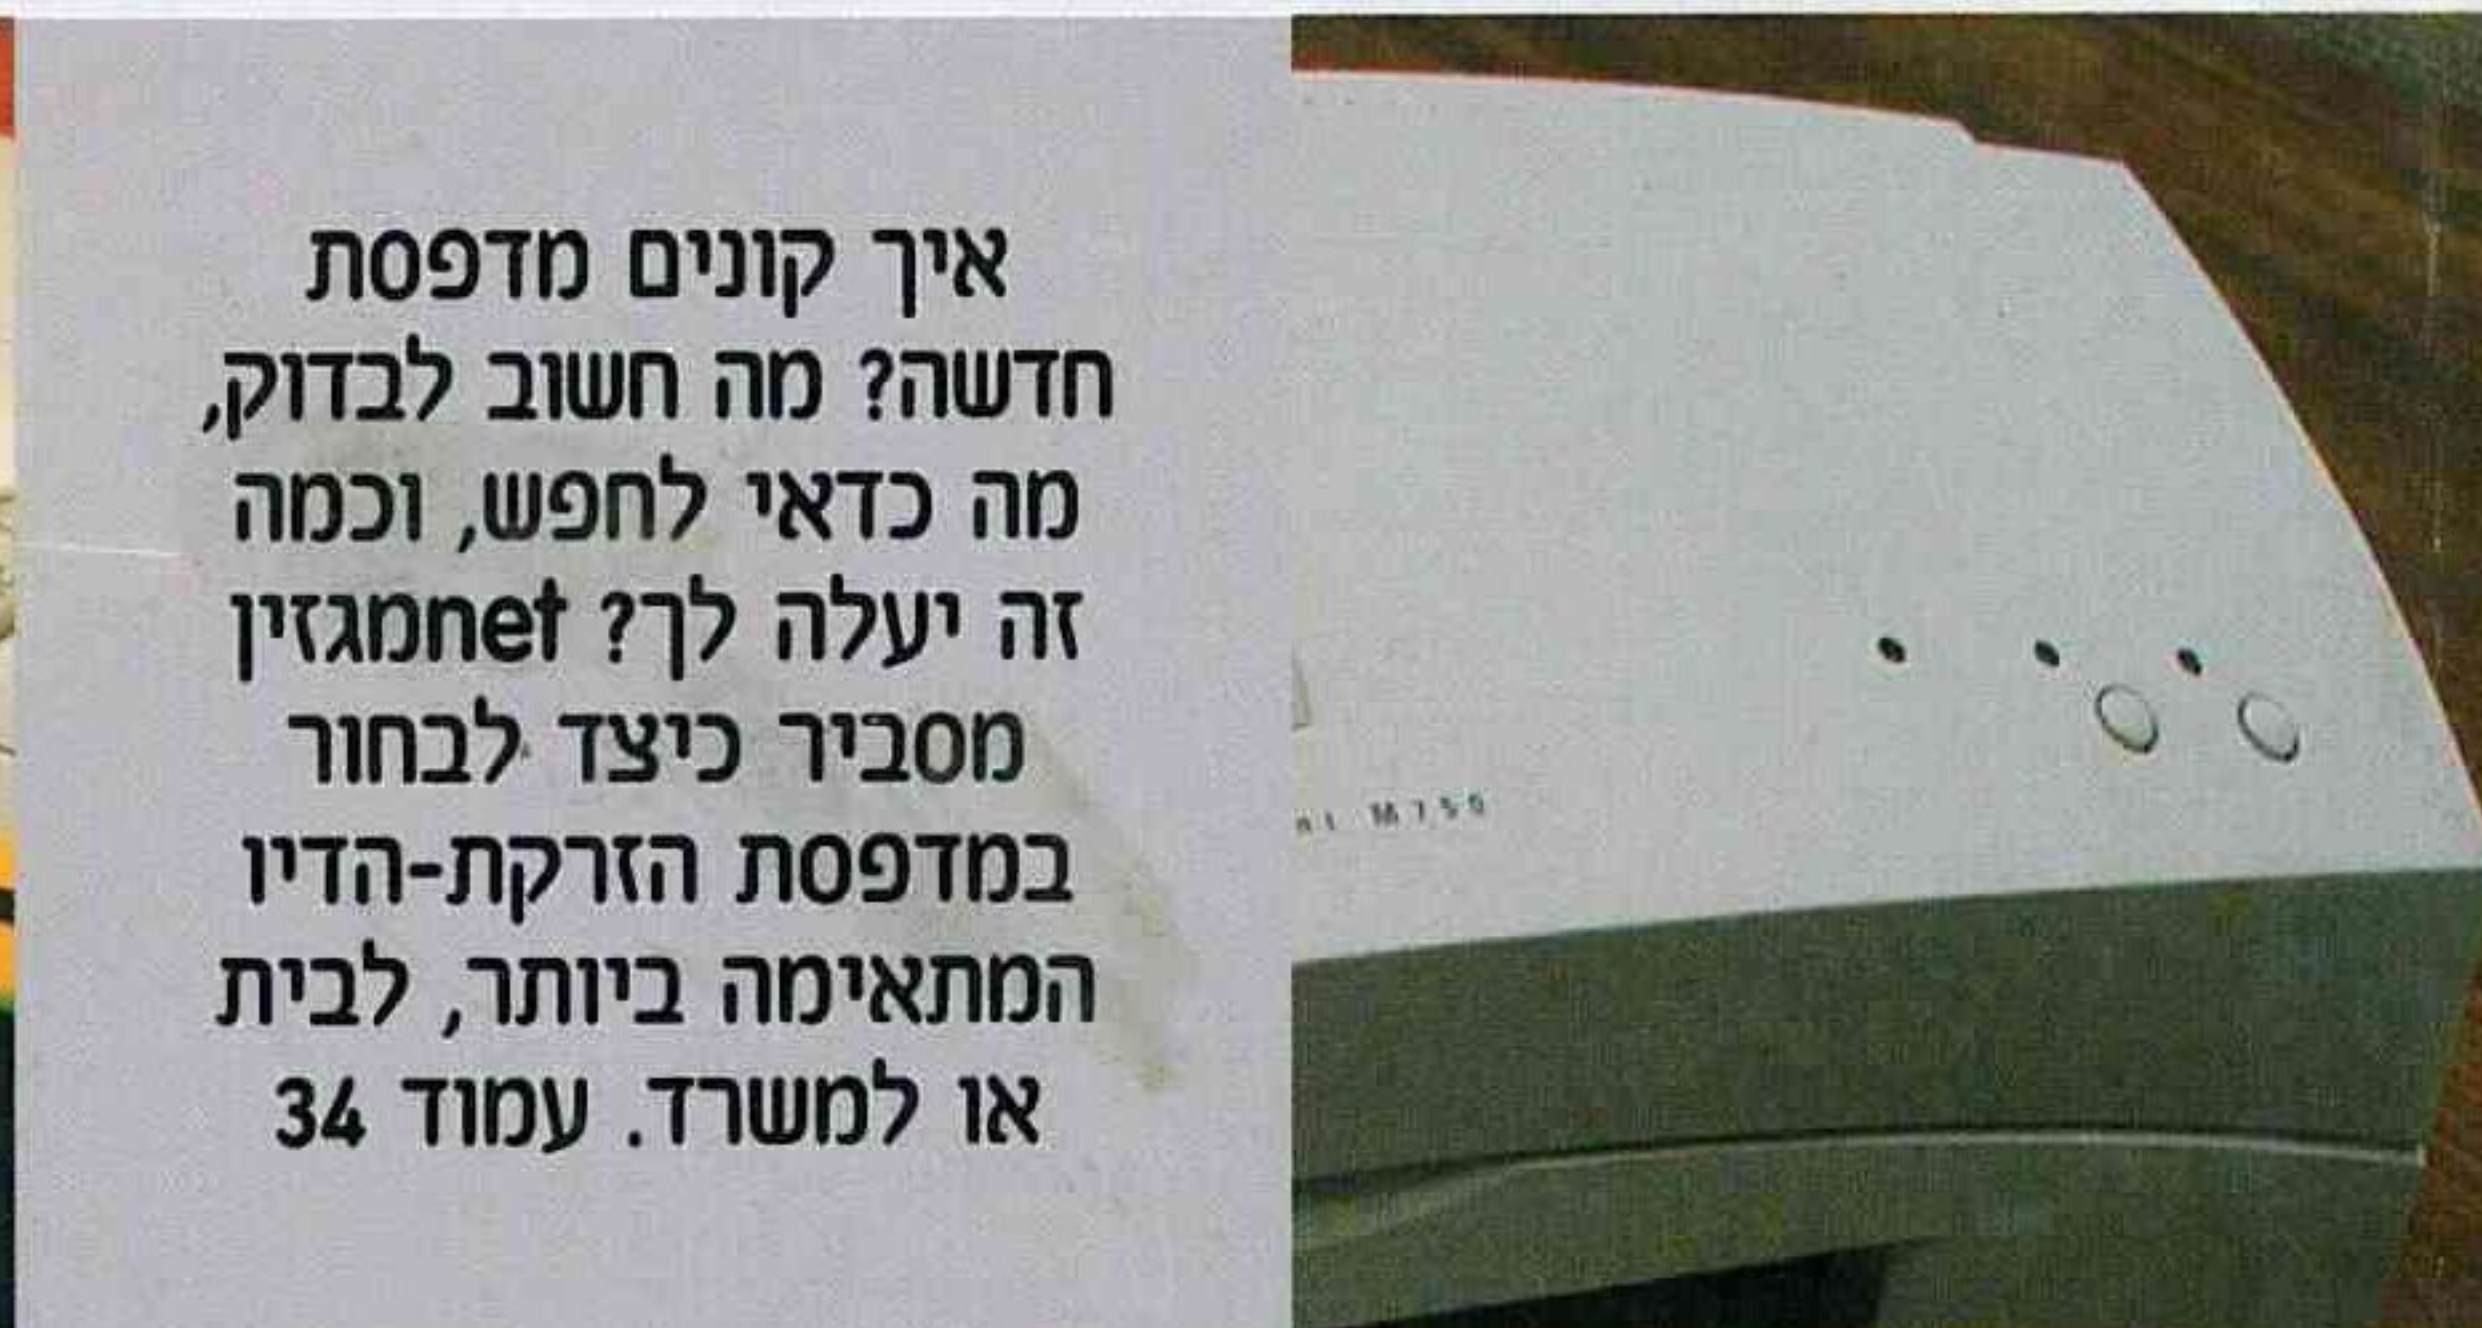 איך קונים מדפסת
חדשה? מה חשוב לבדוק,
מה כדאי לחפש, וכמה
זה יעלה לך? netמגזין
מסביר כיצד לבחור
במדפסת הזרקת-הדיו
המתאימה ביותר, לבית
או למשרד. עמוד 34
M750